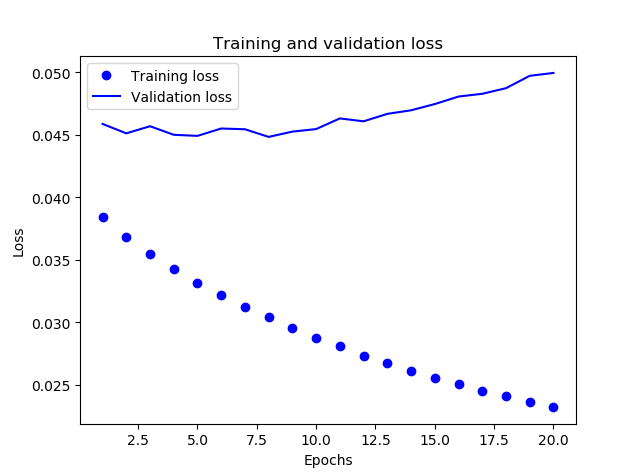 Training and validation loss
Training loss
Validation loss
0.050
0.045
0.040
0.035
0.030
0.025
Loss
2.5 5.0 7.5 10.0 12.5 15.0 17.5 20.0
Epochs